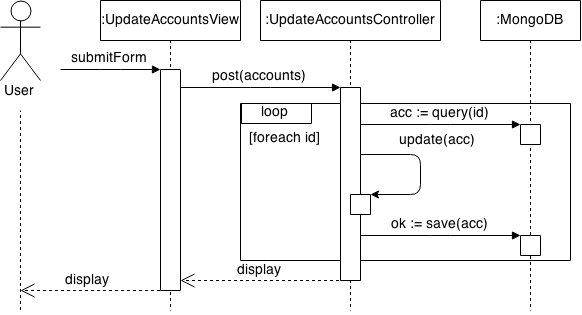 :UpdateAccountsView
:UpdateAccountsController
:MongoDB
User
submitForm
post(accounts)
loop
[foreach id]
acc := query(id)
update(acc)
ok := save(acc)
display
display